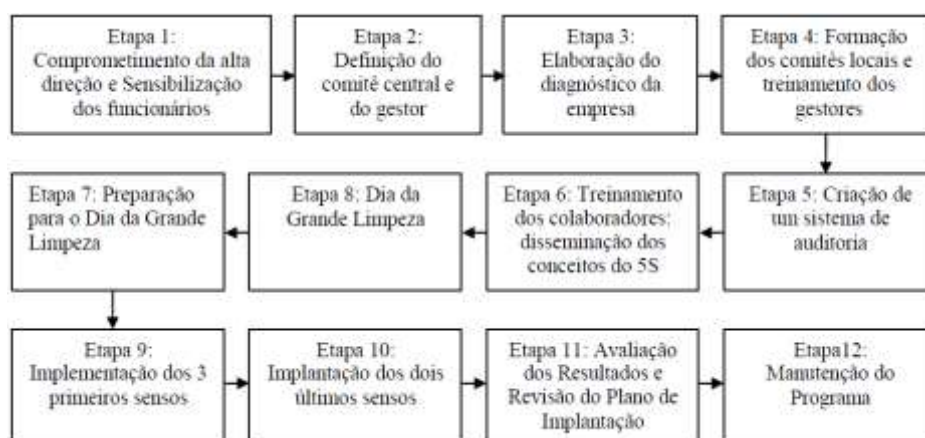 Etapa 1:
Comprometimento da alta
direção e Sensibilização
dos funcionários
Etapa 2:
Definição do
comitê central e
do gestor
Etapa 3:
Elaboração do
diagnóstico da
empresa
Etapa 4: Formação
dos comitês locais e
treinamento dos
gestores
Etapa 7: Preparação
para o Dia da Grande
Limpeza
Etapa 8: Dia da
Grande Limpeza
Etapa 6: Treinamento
dos colaboradores:
disseminação dos
conceitos do 5S
Etapa 5: Criação de
um sistema de
auditoria
Etapa 9:
Implementação dos 3
primeiros sensos
Etapa 10:
Implantação dos dois
últimos sensos
Etapa 11: Avaliação
dos Resultados e
Revisão do Plano de
Implantação
Etapa12:
Manutenção do
Programa